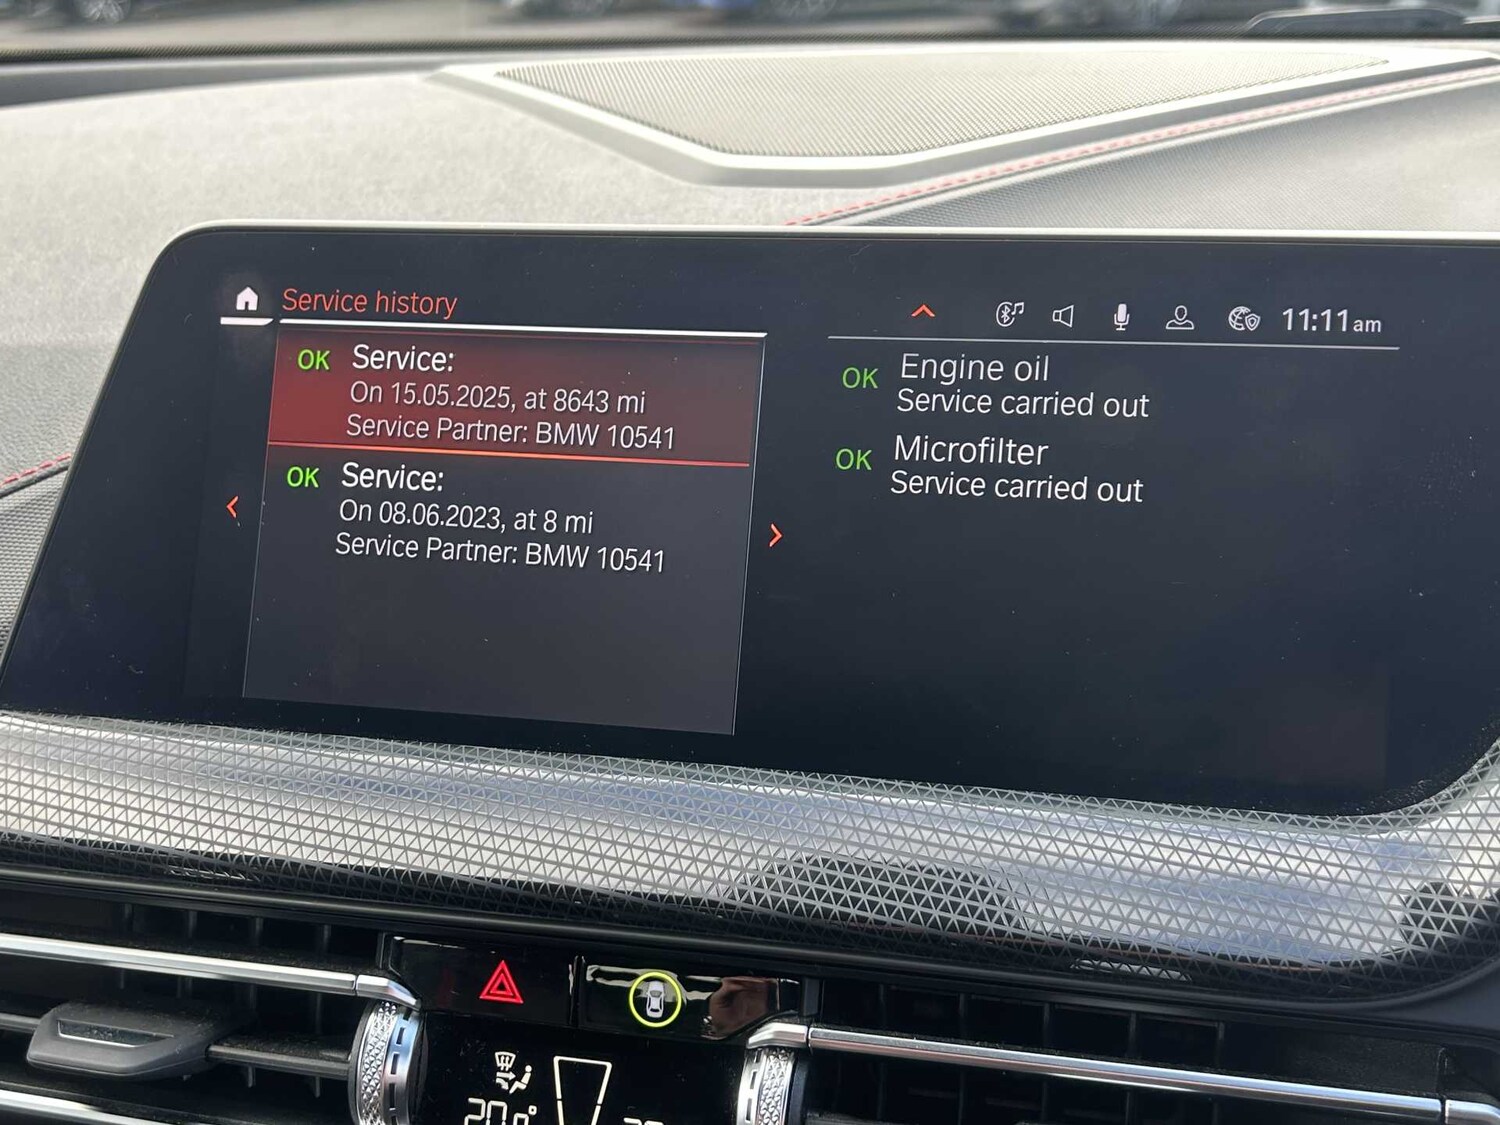 Service history
11:11am
OK Service:
On 15.05.2025, at 8643 mi
Service Partner: BMW 10541
OK Service:
On 08.06.2023, at 8 mi
Service Partner: BMW 10541
OK Engine oil
Service carried out
OK Microfilter
Service carried out
20.0°